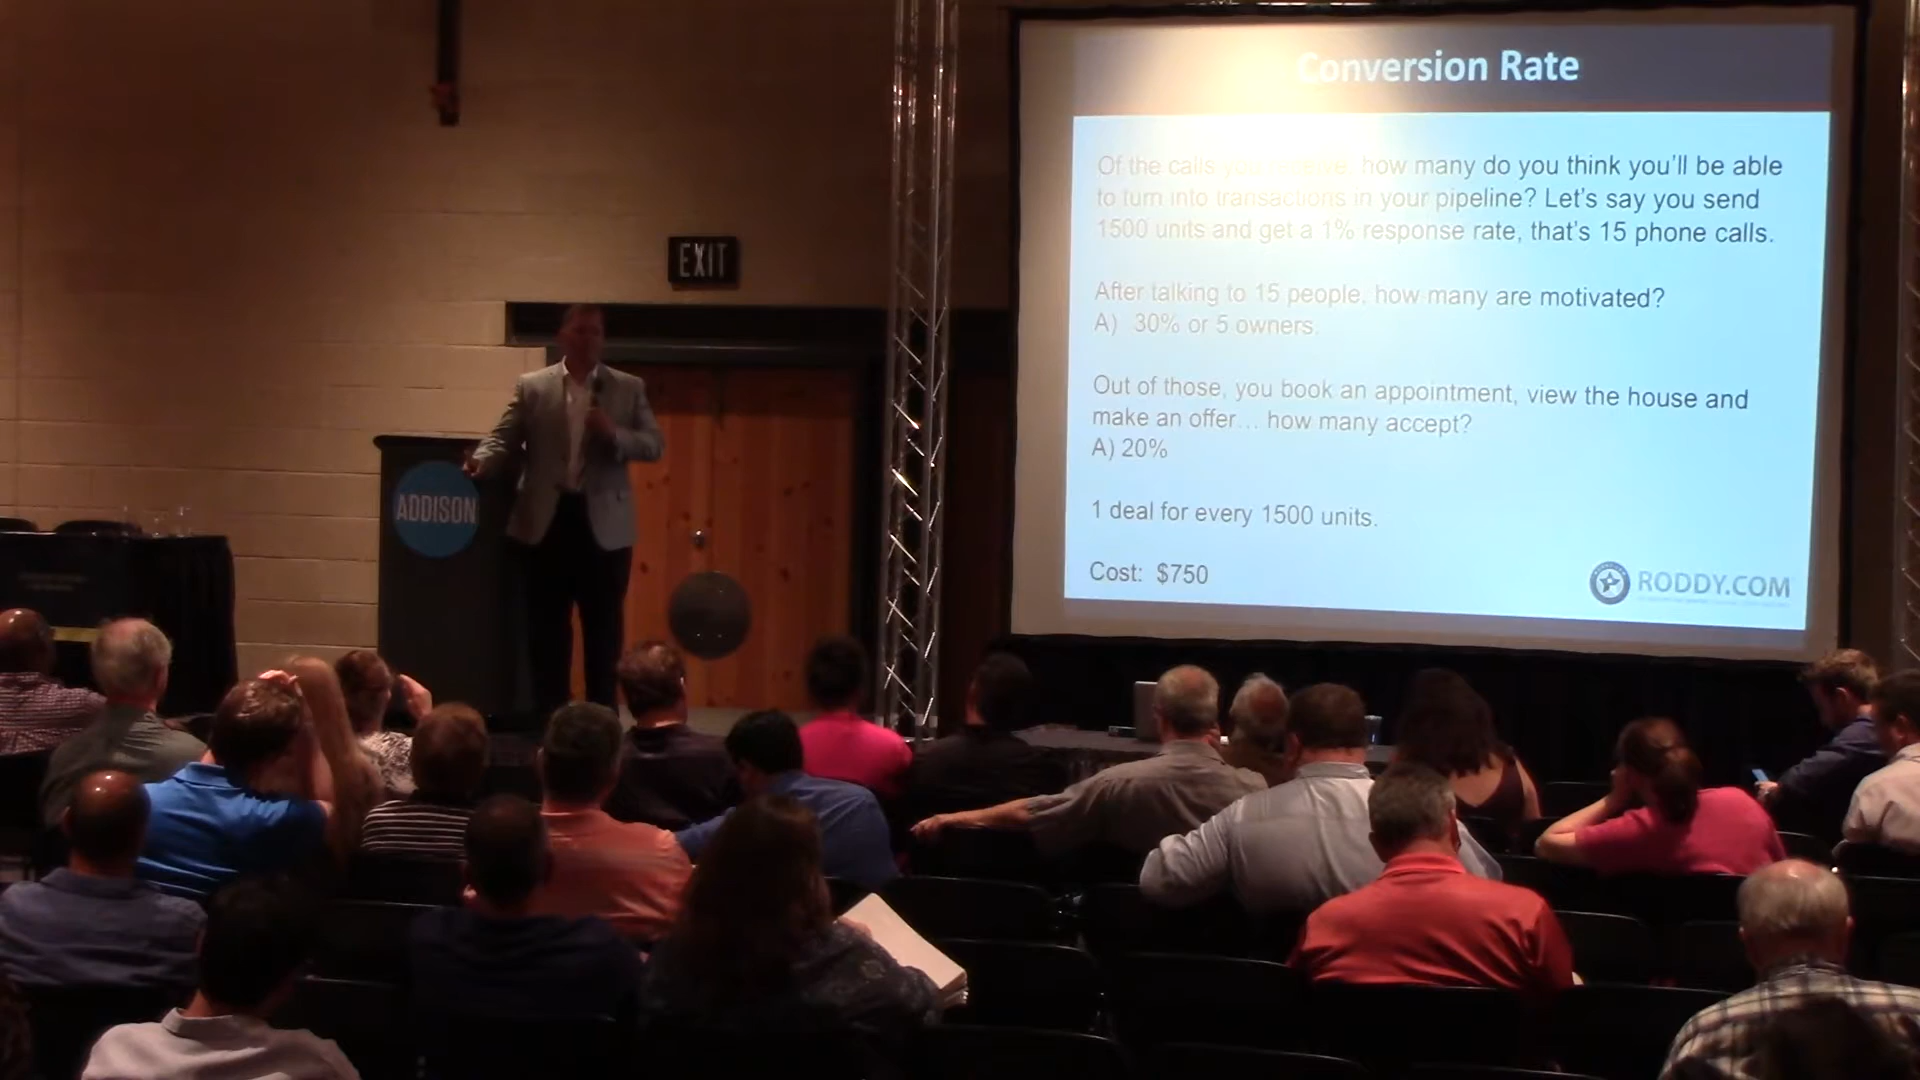 Conversion Rate
Of the calls you receive, how many do you think you'll be able
to turn into transactions in your pipeline? Let's say you send
1500 units and get a 1% response rate, that's 15 phone calls.
After talking to 15 people, how many are motivated?
A) 30% or 5 owners.
Out of those, you book an appointment, view the house and
make an offer... how many accept?
A) 20%
1 deal for every 1500 units.
Cost: $750
RODDY.COM
EXIT
ADDISON